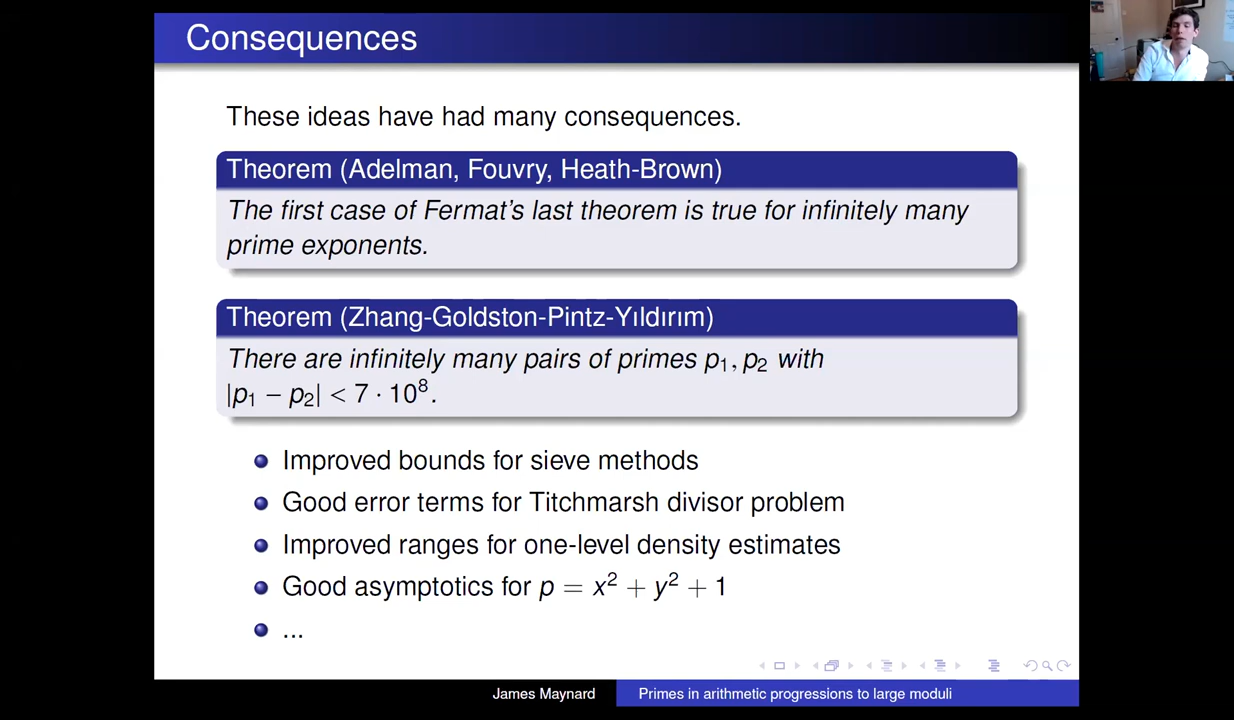 Consequences
These ideas have had many consequences.
Theorem (Adelman, Fouvry, Heath-Brown)
The first case of Fermat's last theorem is true for infinitely many
prime exponents.
Theorem (Zhang-Goldston-Pintz-Yıldırım)
There are infinitely many pairs of primes p₁, p₂ with
|p₁ − p₂| < 7 · 10⁸.
Improved bounds for sieve methods
Good error terms for Titchmarsh divisor problem
Improved ranges for one-level density estimates
Good asymptotics for p = x² + y² + 1
...
James Maynard Primes in arithmetic progressions to large moduli